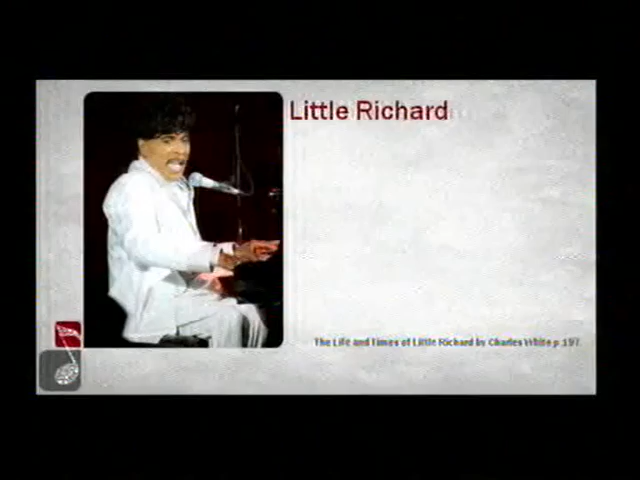 Little Richard
The Life and Times of Little Richard by Charles White p 197.